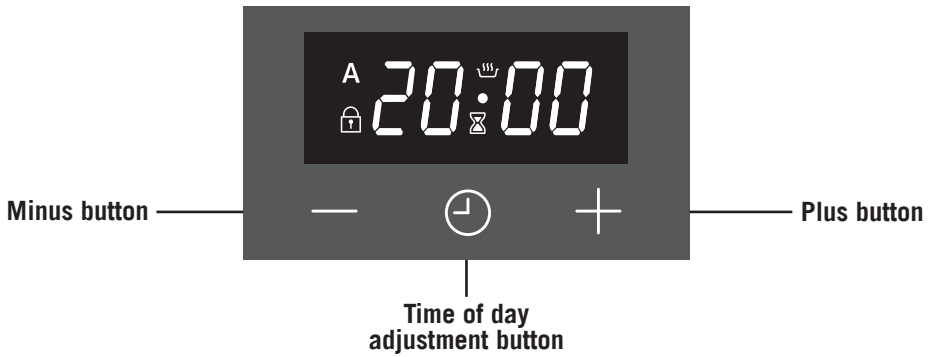 A
20:00
Minus button
Plus button
Time of day
adjustment button